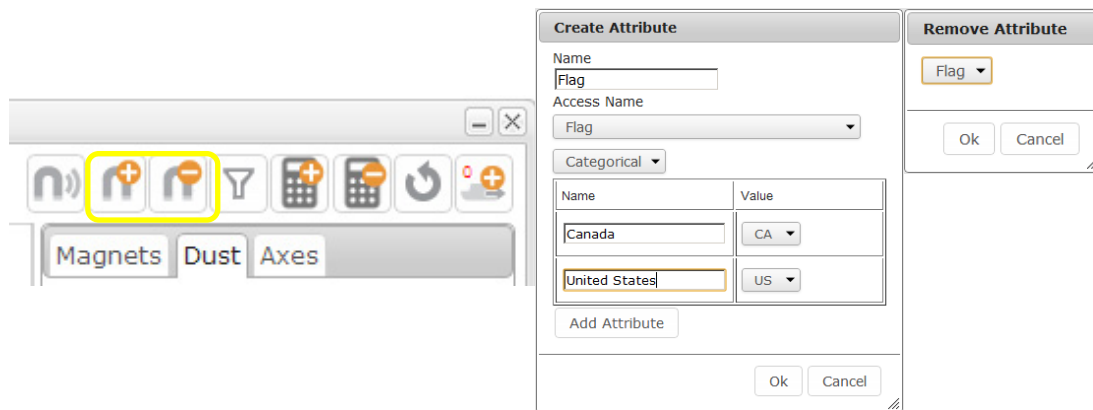 0
Magnets Dust Axes
Create Attribute
Name
Flag
Access Name
Flag
Categorical
Name Value
Canada CA
United States US
Add Attribute
Ok Cancel
Remove Attribute
Flag
Ok Cancel